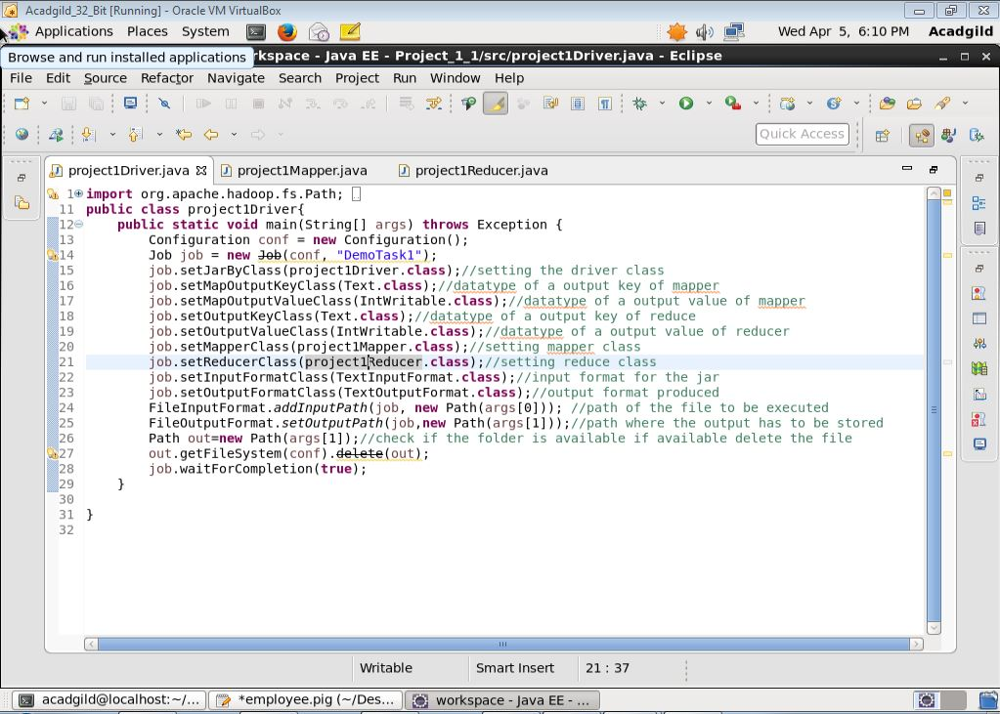 Acadgild_32_Bit [Running] - Oracle VM VirtualBox
Applications Places System Wed Apr 5, 6:10 PM Acadgild
Browse and run installed applications
rkspace - Java EE - Project_1_1/src/project1Driver.java - Eclipse
File Edit Source Refactor Navigate Search Project Run Window Help
Quick Access
project1Driver.java project1Mapper.java project1Reducer.java
1 import org.apache.hadoop.fs.Path;
11 public class project1Driver{
12 public static void main(String[] args) throws Exception {
13 Configuration conf = new Configuration();
14 Job job = new Job(conf, "DemoTask1");
15 job.setJarByClass(project1Driver.class);//setting the driver class
16 job.setMapOutputKeyClass(Text.class);//datatype of a output key of mapper
17 job.setMapOutputValueClass(IntWritable.class);//datatype of a output value of mapper
18 job.setOutputKeyClass(Text.class);//datatype of a output key of reduce
19 job.setOutputValueClass(IntWritable.class);//datatype of a output value of reducer
20 job.setMapperClass(project1Mapper.class);//setting mapper class
21 job.setReducerClass(project1Reducer.class);//setting reduce class
22 job.setInputFormatClass(TextInputFormat.class);//input format for the jar
23 job.setOutputFormatClass(TextOutputFormat.class);//output format produced
24 FileInputFormat.addInputPath(job, new Path(args[0])); //path of the file to be executed
25 FileOutputFormat.setOutputPath(job,new Path(args[1]));//path where the output has to be stored
26 Path out=new Path(args[1]);//check if the folder is available if available delete the file
27 out.getFileSystem(conf).delete(out);
28 job.waitForCompletion(true);
29 }
30
31 }
32
Writable Smart Insert 21 : 37
acadgild@localhost:~/... *employee.pig (~/Des... workspace - Java EE - ...